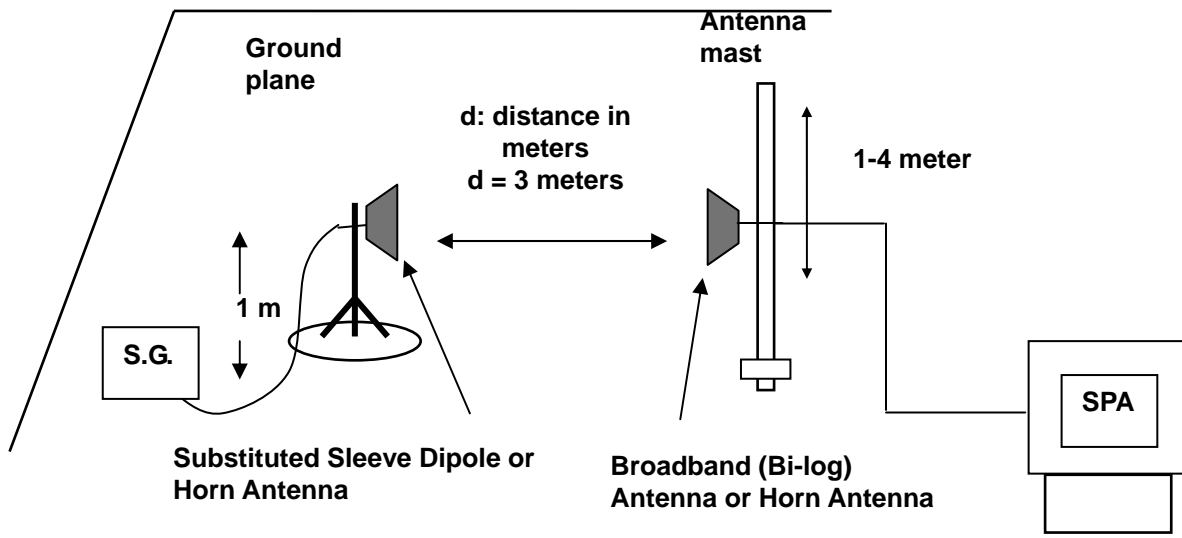 Ground
plane
Antenna
mast
d: distance in
meters
d = 3 meters
1-4 meter
1 m
S.G.
SPA
Substituted Sleeve Dipole or
Horn Antenna
Broadband (Bi-log)
Antenna or Horn Antenna